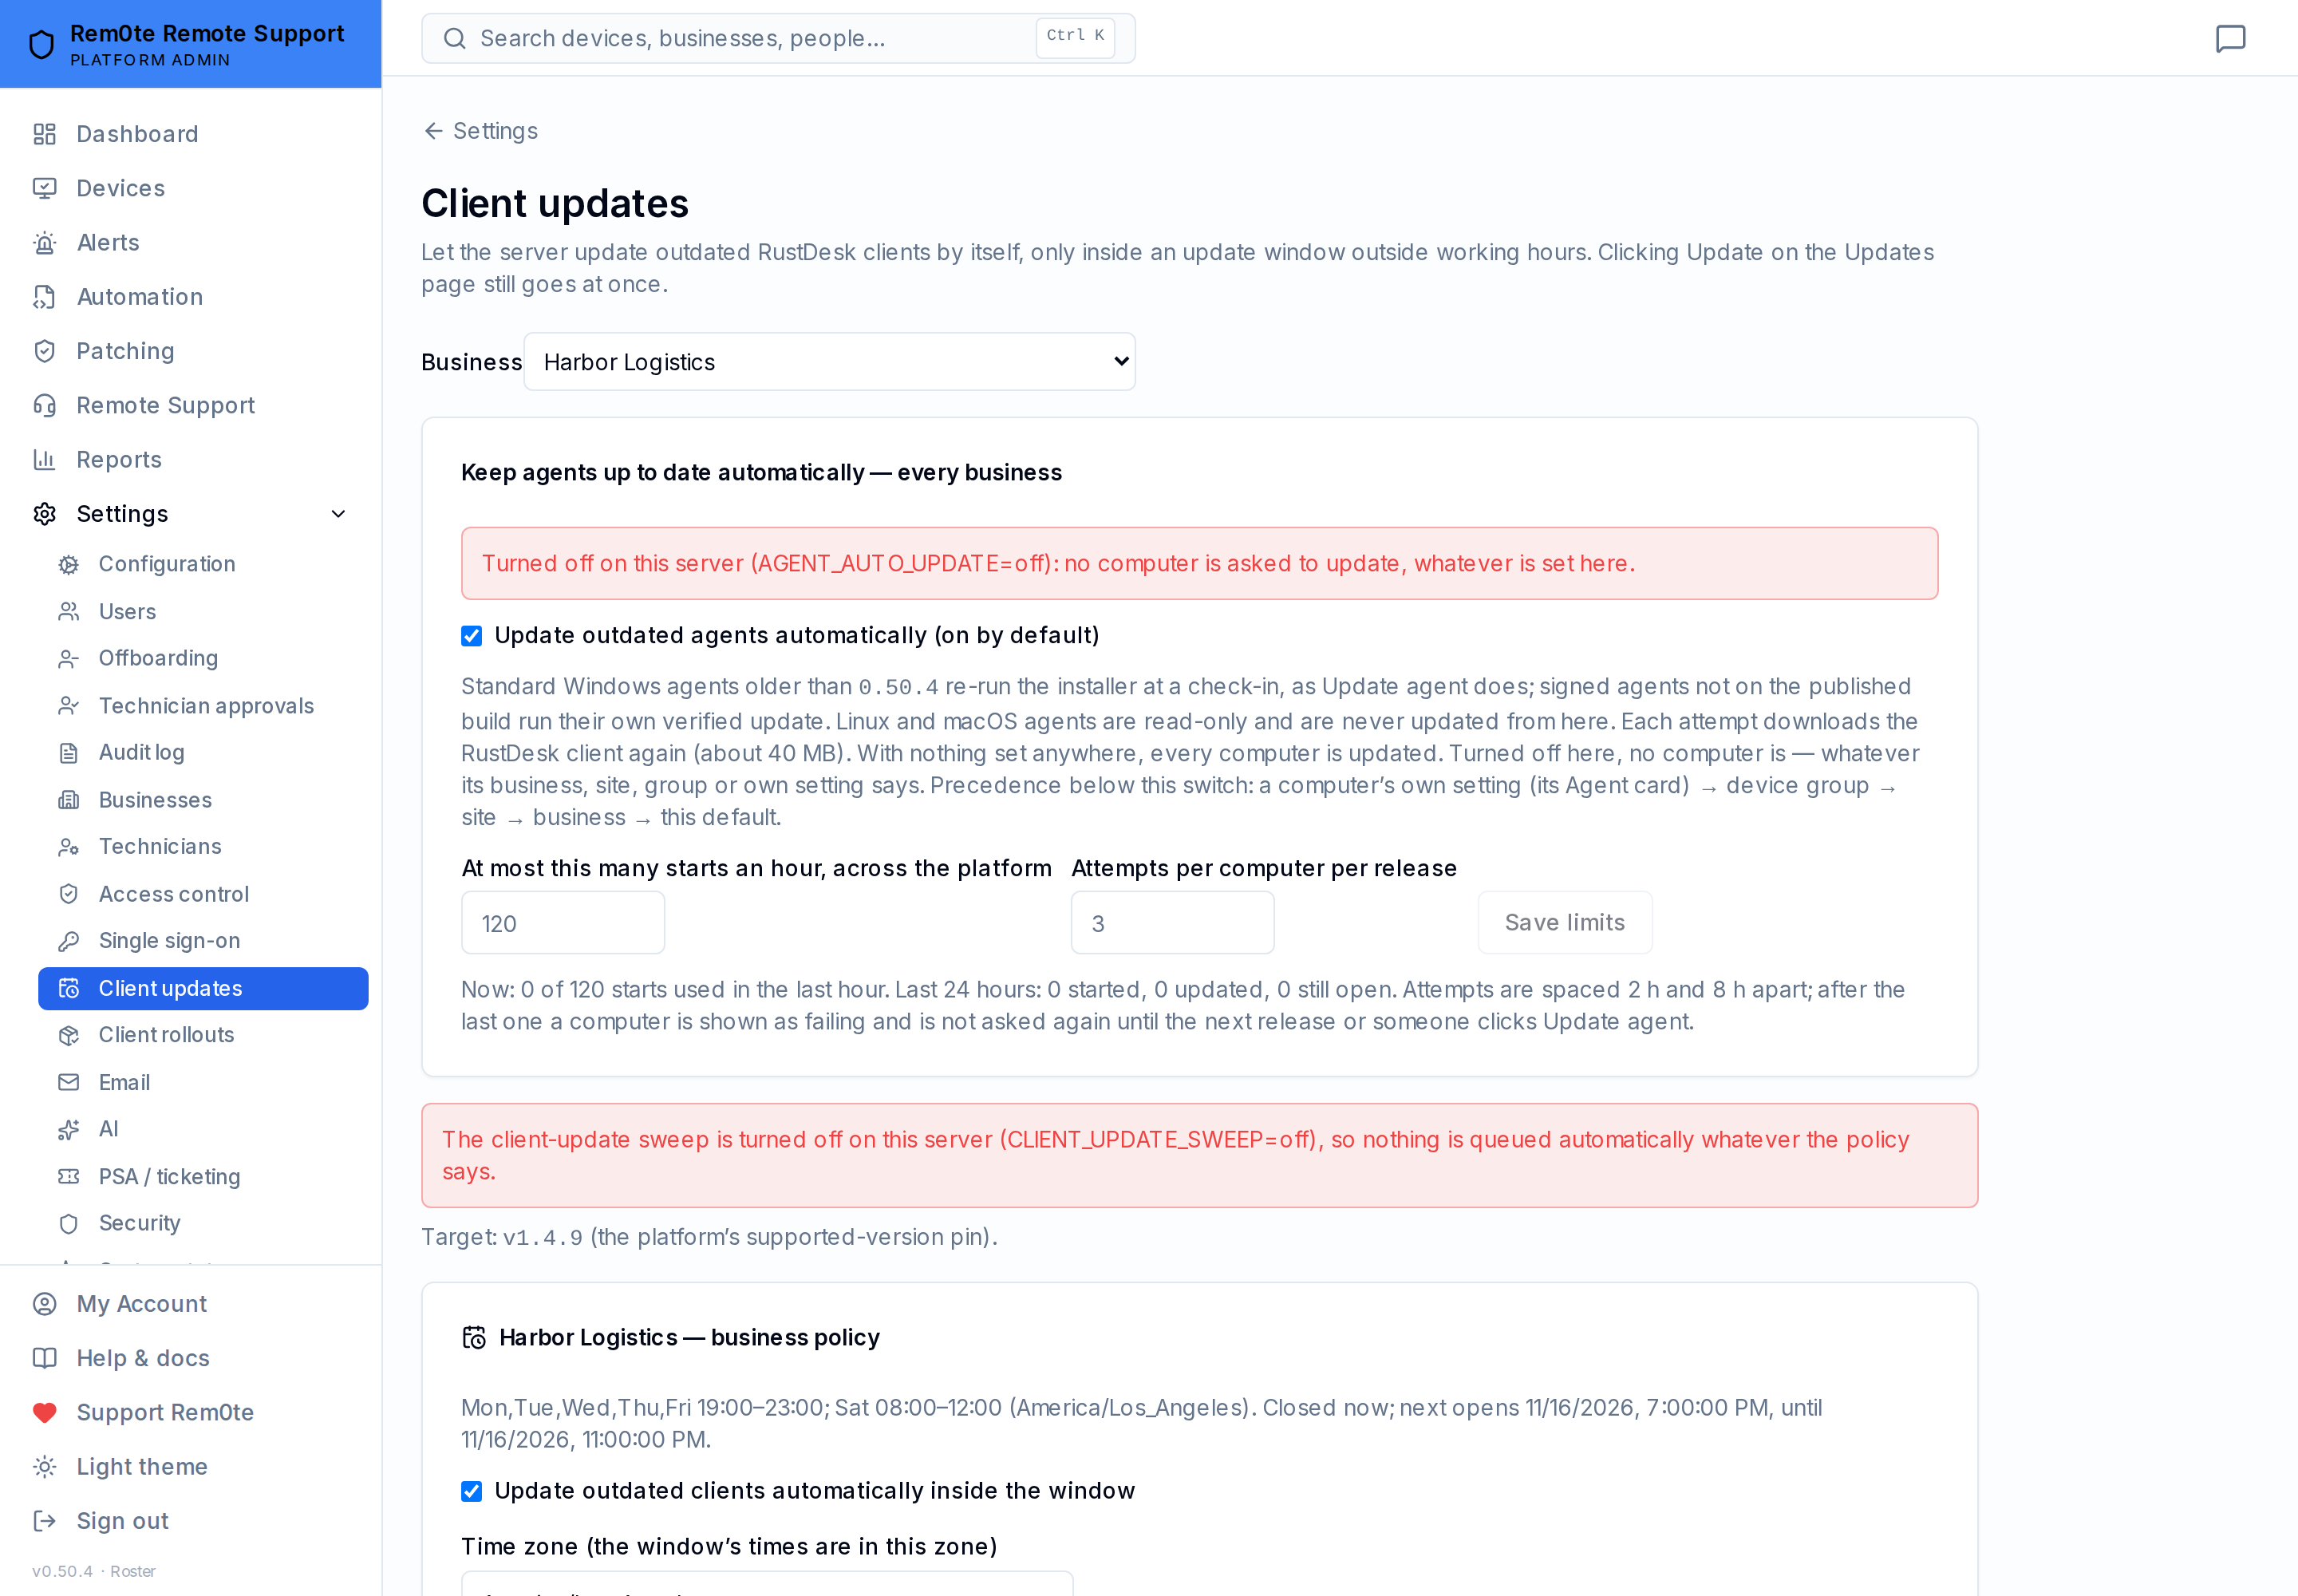 Rem0te Remote Support
PLATFORM ADMIN
Search devices, businesses, people...
Ctrl K
Dashboard
Devices
Alerts
Automation
Patching
Remote Support
Reports
Settings
Configuration
Users
Offboarding
Technician approvals
Audit log
Businesses
Technicians
Access control
Single sign-on
Client updates
Client rollouts
Email
AI
PSA / ticketing
Security
My Account
Help & docs
Support Rem0te
Light theme
Sign out
v0.50.4 · Roster
Settings
Client updates
Let the server update outdated RustDesk clients by itself, only inside an update window outside working hours. Clicking Update on the Updates
page still goes at once.
Business
Harbor Logistics
Keep agents up to date automatically — every business
Turned off on this server (AGENT_AUTO_UPDATE=off): no computer is asked to update, whatever is set here.
Update outdated agents automatically (on by default)
Standard Windows agents older than 0.50.4 re-run the installer at a check-in, as Update agent does; signed agents not on the published
build run their own verified update. Linux and macOS agents are read-only and are never updated from here. Each attempt downloads the
RustDesk client again (about 40 MB). With nothing set anywhere, every computer is updated. Turned off here, no computer is — whatever
its business, site, group or own setting says. Precedence below this switch: a computer’s own setting (its Agent card) → device group →
site → business → this default.
At most this many starts an hour, across the platform
Attempts per computer per release
120
3
Save limits
Now: 0 of 120 starts used in the last hour. Last 24 hours: 0 started, 0 updated, 0 still open. Attempts are spaced 2 h and 8 h apart; after the
last one a computer is shown as failing and is not asked again until the next release or someone clicks Update agent.
The client-update sweep is turned off on this server (CLIENT_UPDATE_SWEEP=off), so nothing is queued automatically whatever the policy
says.
Target: v1.4.9 (the platform’s supported-version pin).
Harbor Logistics — business policy
Mon,Tue,Wed,Thu,Fri 19:00–23:00; Sat 08:00–12:00 (America/Los_Angeles). Closed now; next opens 11/16/2026, 7:00:00 PM, until
11/16/2026, 11:00:00 PM.
Update outdated clients automatically inside the window
Time zone (the window’s times are in this zone)